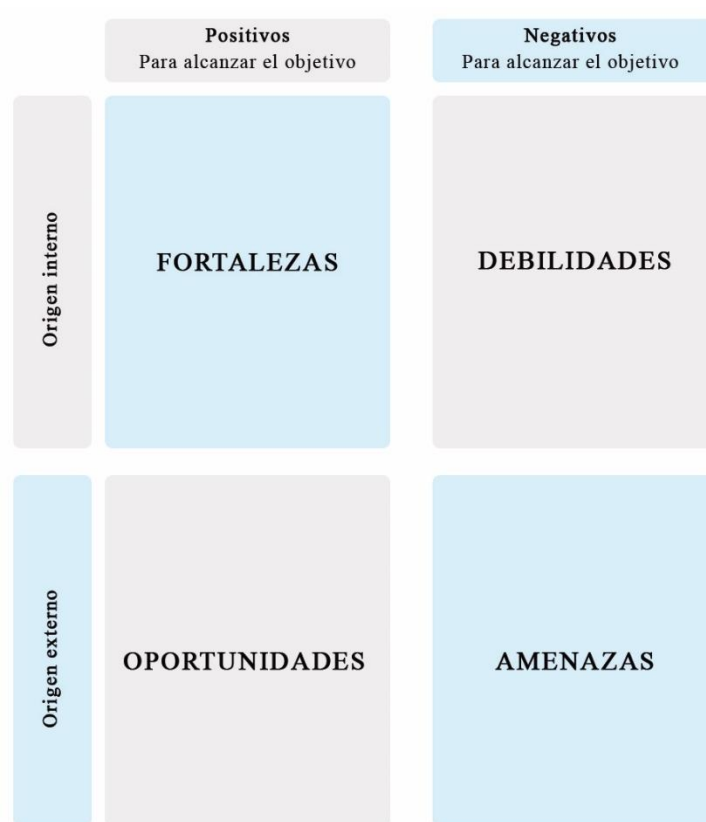 Positivos
Para alcanzar el objetivo
Negativos
Para alcanzar el objetivo
Origen interno
FORTALEZAS
DEBILIDADES
Origen externo
OPORTUNIDADES
AMENAZAS